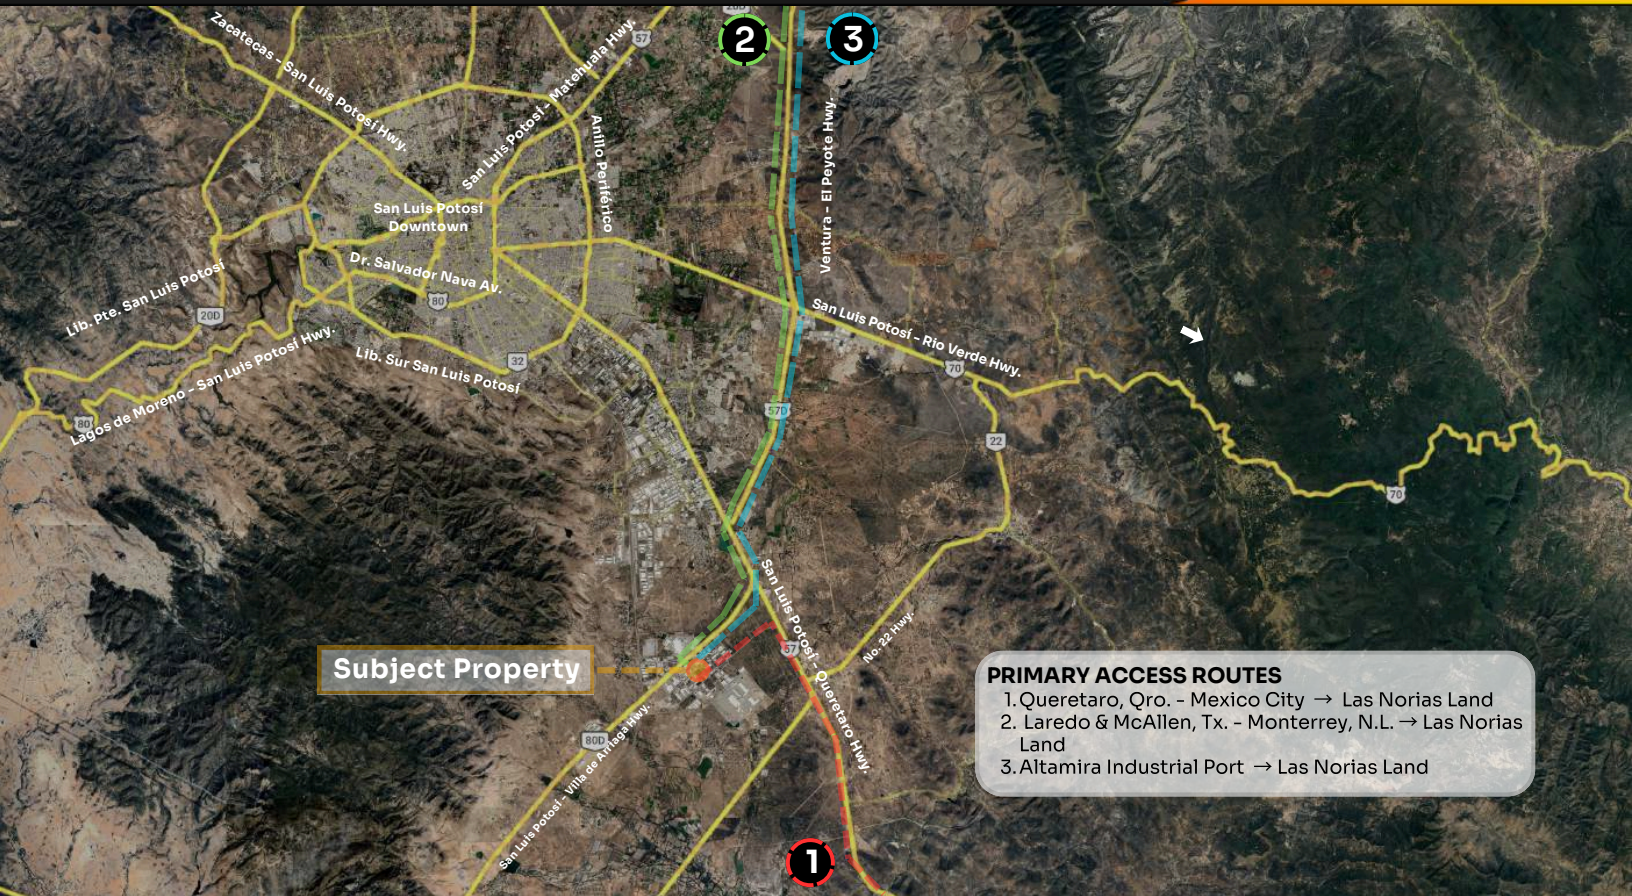 2
3
20D
57
Zacatecas - San Luis Potosí Hwy.
San Luis Potosí - Matehuala Hwy.
Anillo Periférico
Ventura - El Peyote Hwy.
San Luis Potosí
Downtown
Dr. Salvador Nava Av.
80
Lib. Pte. San Luis Potosí
20D
Lagos de Moreno - San Luis Potosí Hwy.
80
Lib. Sur San Luis Potosí
32
San Luis Potosí - Rio Verde Hwy.
70
57D
22
70
San Luis Potosí - Queretaro Hwy.
57
No. 22 Hwy.
Subject Property
80D
San Luis Potosí - Villa de Arriaga Hwy.
PRIMARY ACCESS ROUTES
1. Queretaro, Qro. - Mexico City → Las Norias Land
2. Laredo & McAllen, Tx. - Monterrey, N.L. → Las Norias
Land
3. Altamira Industrial Port → Las Norias Land
1